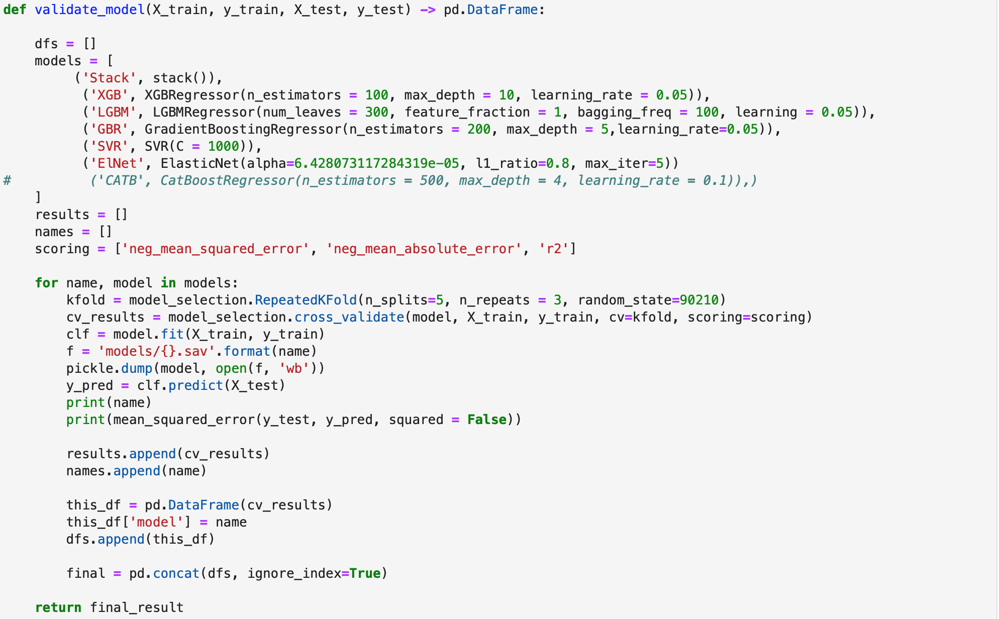 def validate_model(X_train, y_train, X_test, y_test) -> pd.DataFrame:
    dfs = []
    models = [
         ('Stack', stack()),
          ('XGB', XGBRegressor(n_estimators = 100, max_depth = 10, learning_rate = 0.05)),
          ('LGBM', LGBMRegressor(num_leaves = 300, feature_fraction = 1, bagging_freq = 100, learning = 0.05)),
          ('GBR', GradientBoostingRegressor(n_estimators = 200, max_depth = 5,learning_rate=0.05)),
          ('SVR', SVR(C = 1000)),
          ('ElNet', ElasticNet(alpha=6.428073117284319e-05, l1_ratio=0.8, max_iter=5))
#          ('CATB', CatBoostRegressor(n_estimators = 500, max_depth = 4, learning_rate = 0.1)),)
    ]
    results = []
    names = []
    scoring = ['neg_mean_squared_error', 'neg_mean_absolute_error', 'r2']
    for name, model in models:
        kfold = model_selection.RepeatedKFold(n_splits=5, n_repeats = 3, random_state=90210)
        cv_results = model_selection.cross_validate(model, X_train, y_train, cv=kfold, scoring=scoring)
        clf = model.fit(X_train, y_train)
        f = 'models/{}.sav'.format(name)
        pickle.dump(model, open(f, 'wb'))
        y_pred = clf.predict(X_test)
        print(name)
        print(mean_squared_error(y_test, y_pred, squared = False))
        results.append(cv_results)
        names.append(name)
        this_df = pd.DataFrame(cv_results)
        this_df['model'] = name
        dfs.append(this_df)
        final = pd.concat(dfs, ignore_index=True)
    return final_result